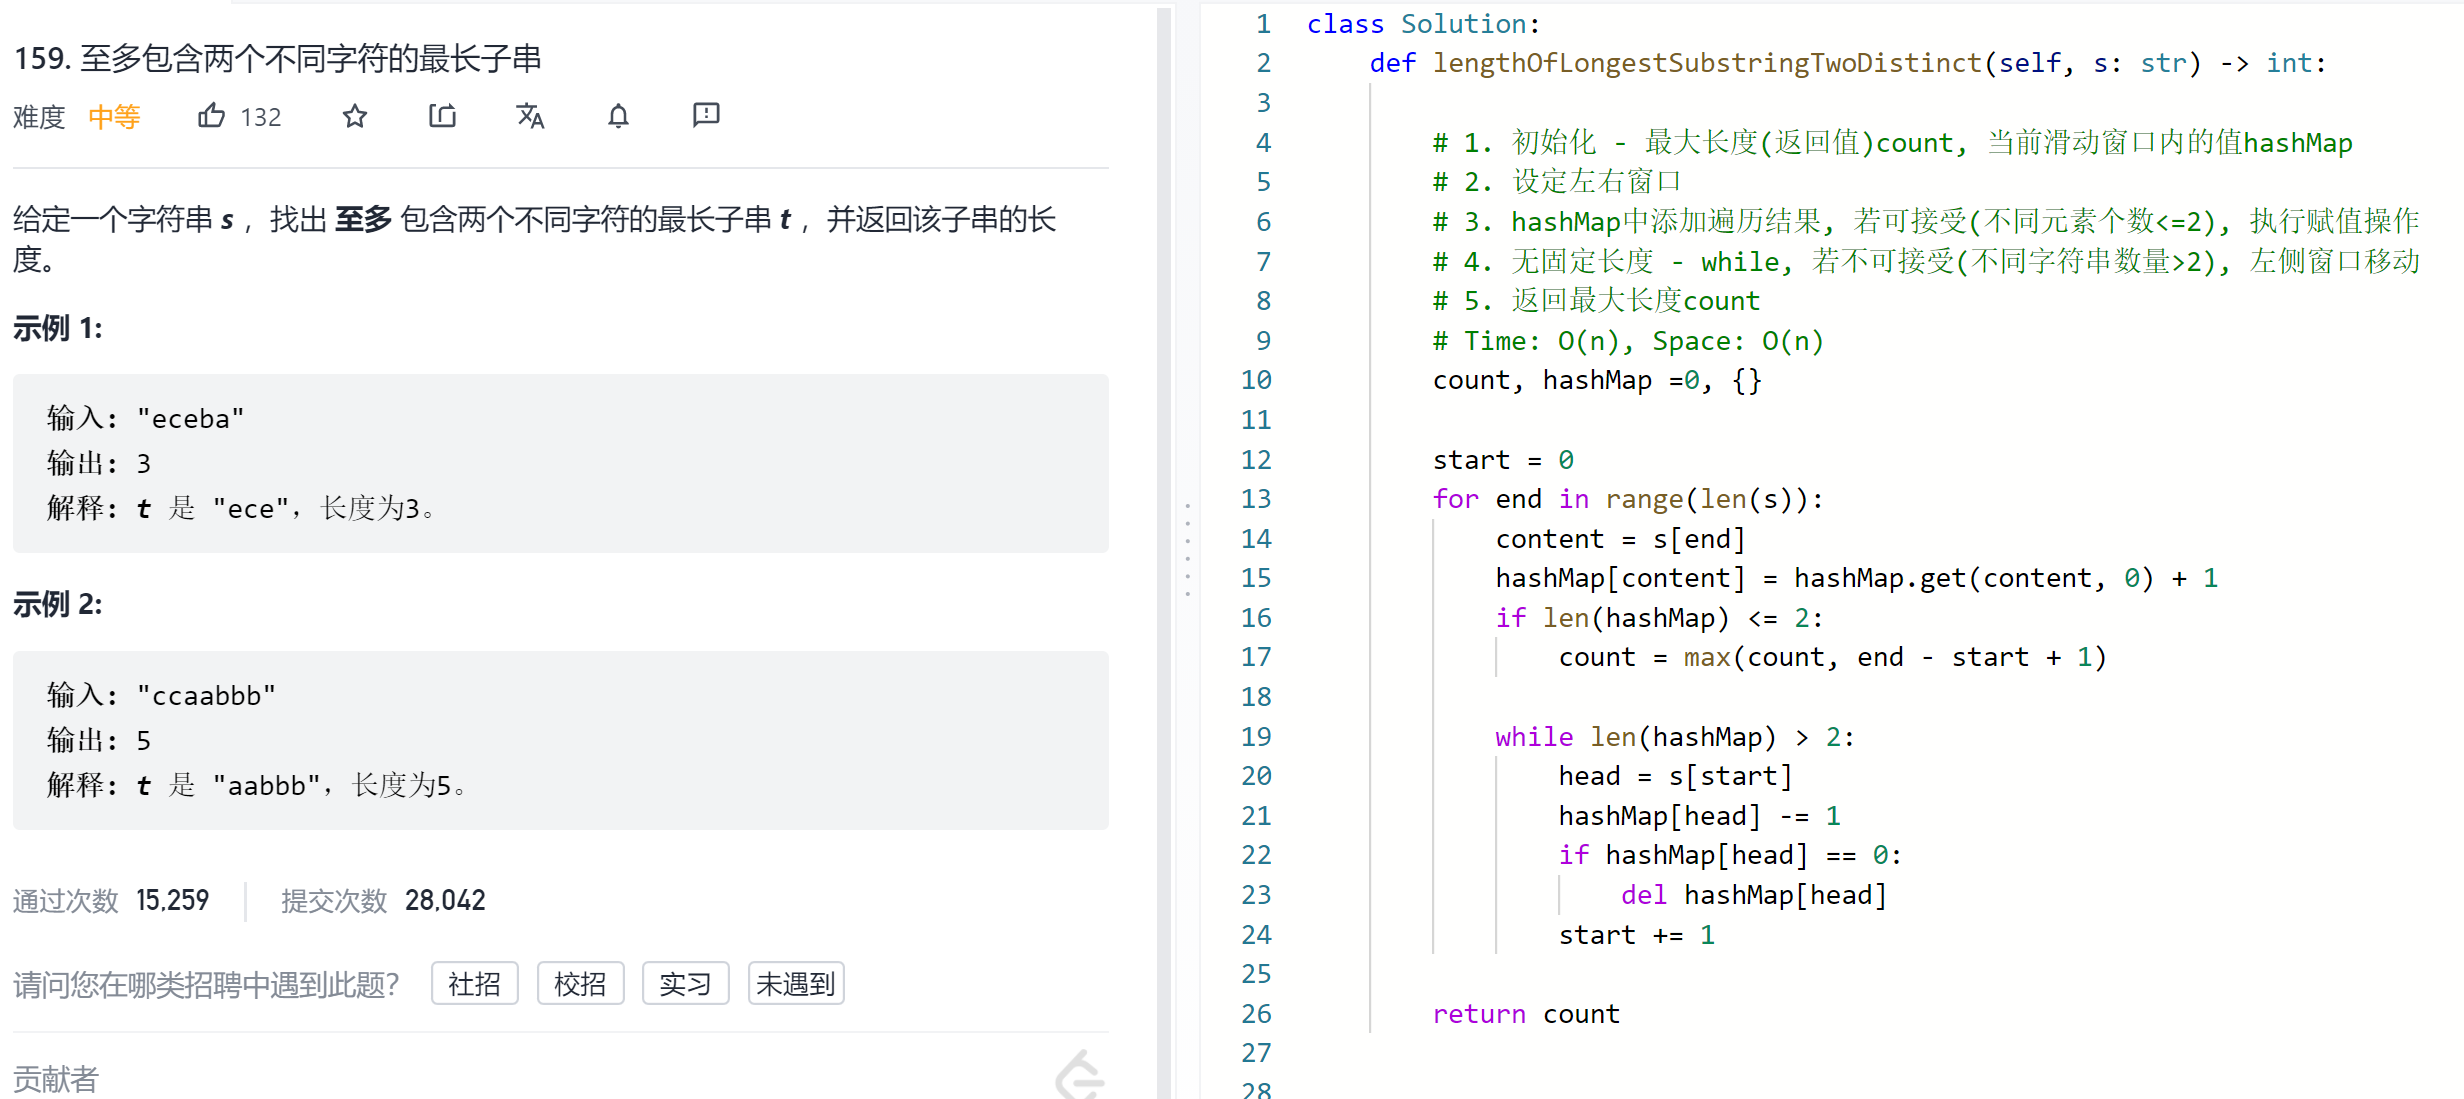 159. 至多包含两个不同字符的最长子串
难度 中等 132
给定一个字符串 s ，找出 至多 包含两个不同字符的最长子串 t ，并返回该子串的长
度。
示例 1:
输入: "eceba"
输出: 3
解释: t 是 "ece"，长度为3。
示例 2:
输入: "ccaabbb"
输出: 5
解释: t 是 "aabbb"，长度为5。
通过次数 15,259 提交次数 28,042
请问您在哪类招聘中遇到此题？ 社招 校招 实习 未遇到
贡献者
1 class Solution:
2     def lengthOfLongestSubstringTwoDistinct(self, s: str) -> int:
3
4         # 1. 初始化 - 最大长度(返回值)count, 当前滑动窗口内的值hashMap
5         # 2. 设定左右窗口
6         # 3. hashMap中添加遍历结果, 若可接受(不同元素个数<=2), 执行赋值操作
7         # 4. 无固定长度 - while, 若不可接受(不同字符串数量>2), 左侧窗口移动
8         # 5. 返回最大长度count
9         # Time: O(n), Space: O(n)
10         count, hashMap =0, {}
11
12         start = 0
13         for end in range(len(s)):
14             content = s[end]
15             hashMap[content] = hashMap.get(content, 0) + 1
16             if len(hashMap) <= 2:
17                 count = max(count, end - start + 1)
18
19             while len(hashMap) > 2:
20                 head = s[start]
21                 hashMap[head] -= 1
22                 if hashMap[head] == 0:
23                     del hashMap[head]
24                 start += 1
25
26         return count
27
28